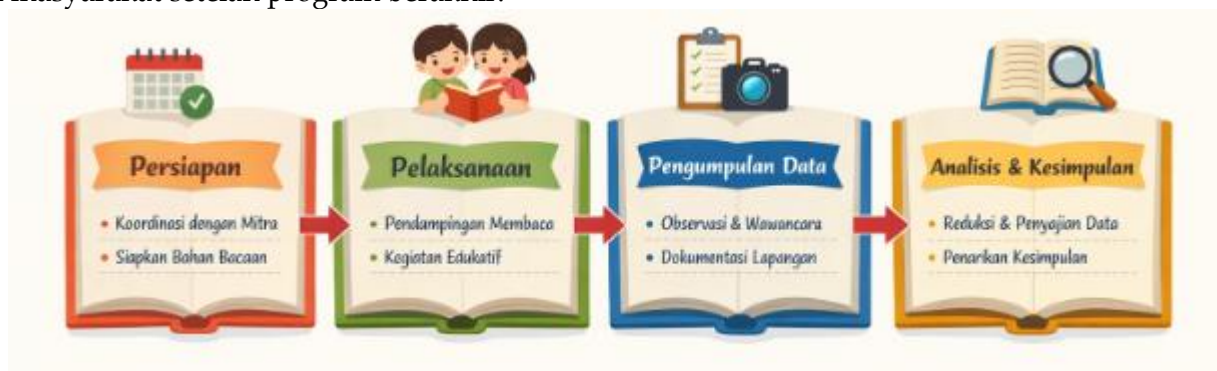 masyarakat setelah program berakhir.
Persiapan
• Koordinasi dengan Mitra
• Siapkan Bahan Bacaan
Pelaksanaan
• Pendampingan Membaca
• Kegiatan Edukatif
Pengumpulan Data
• Observasi & Wawancara
• Dokumentasi Lapangan
Analisis & Kesimpulan
• Reduksi & Penyajian Data
• Penarikan Kesimpulan